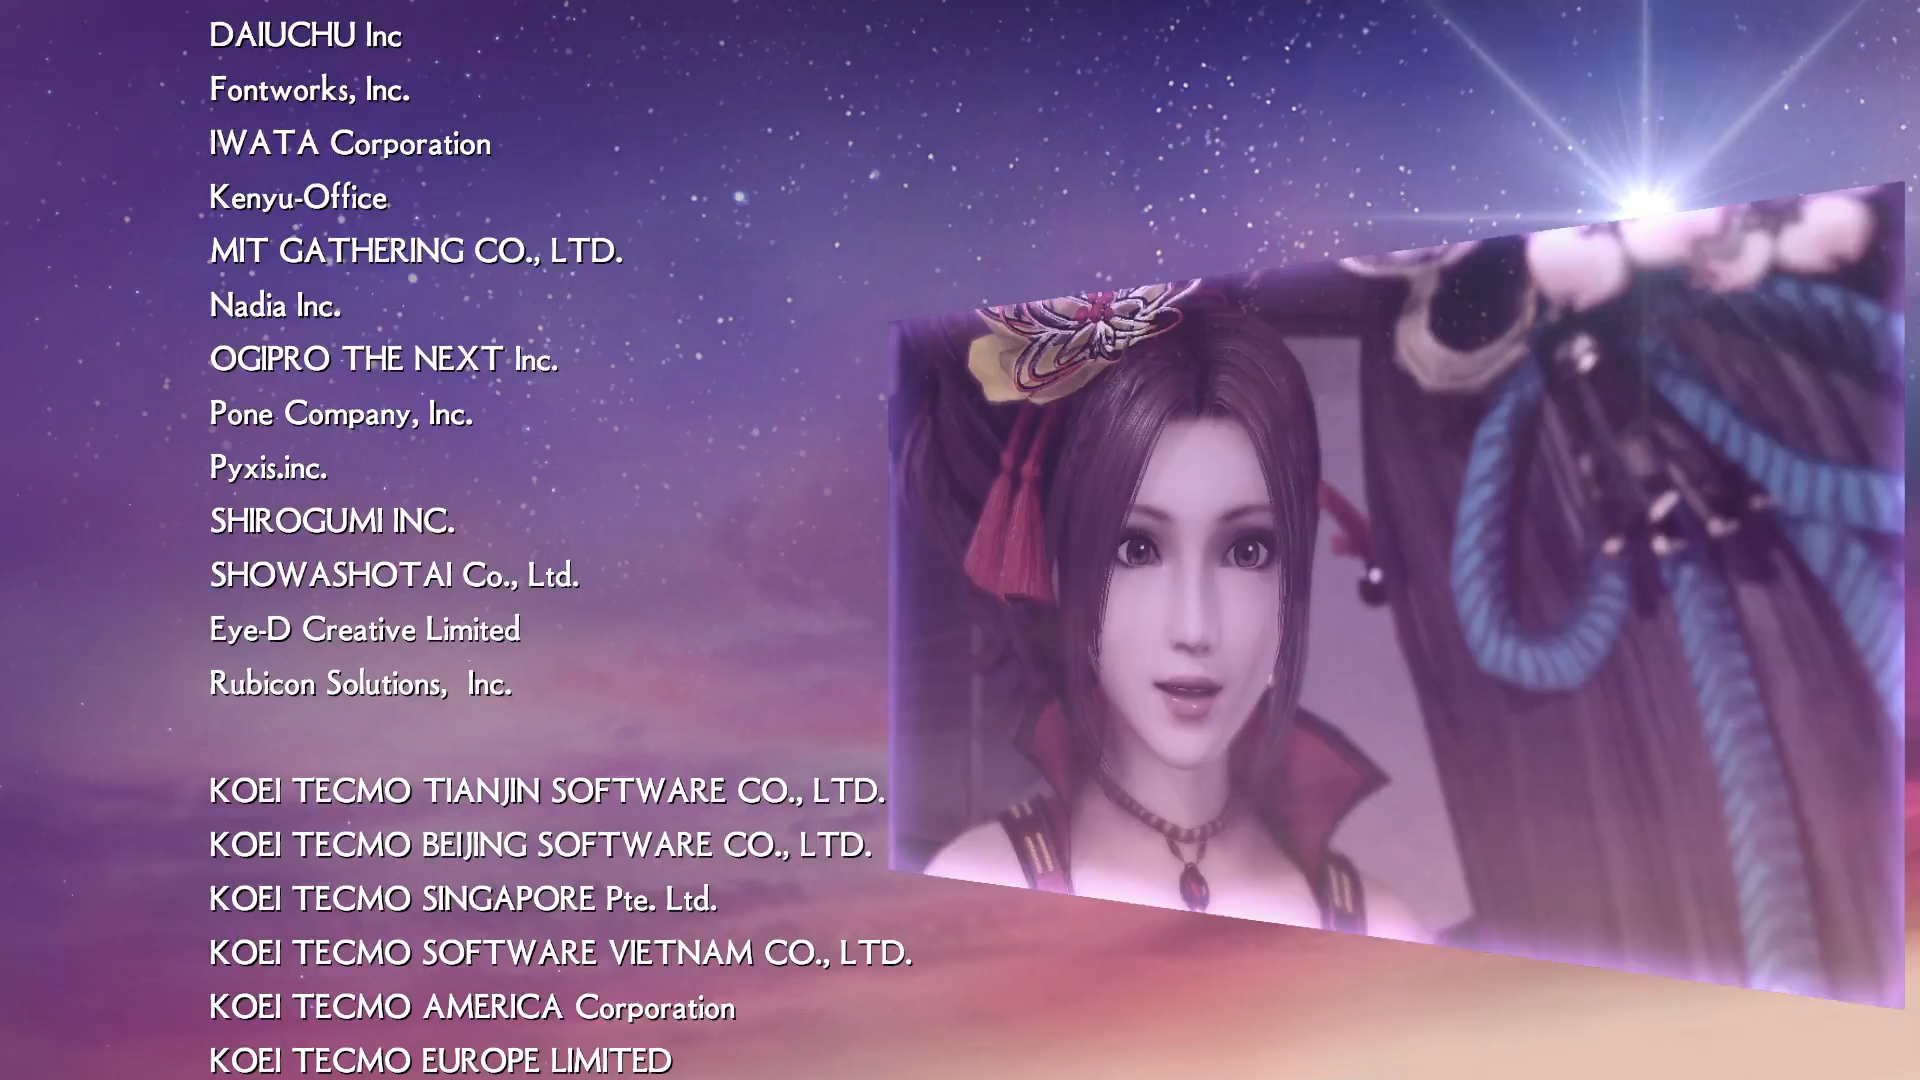 DAIUCHU Inc
Fontworks, Inc.
IWATA Corporation
Kenyu-Office
MIT GATHERING CO., LTD.
Nadia Inc.
OGIPRO THE NEXT Inc.
Pone Company, Inc.
Pyxis.inc.
SHIROGUMI INC.
SHOWASHOTAI Co., Ltd.
Eye-D Creative Limited
Rubicon Solutions,  Inc.
KOEI TECMO TIANJIN SOFTWARE CO., LTD.
KOEI TECMO BEIJING SOFTWARE CO., LTD.
KOEI TECMO SINGAPORE Pte. Ltd.
KOEI TECMO SOFTWARE VIETNAM CO., LTD.
KOEI TECMO AMERICA Corporation
KOEI TECMO EUROPE LIMITED